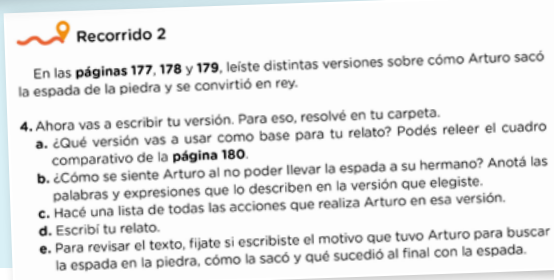 Recorrido 2
En las páginas 177, 178 y 179, leíste distintas versiones sobre cómo Arturo sacó
la espada de la piedra y se convirtió en rey.
4. Ahora vas a escribir tu versión. Para eso, resolvé en tu carpeta.
a. ¿Qué versión vas a usar como base para tu relato? Podés releer el cuadro
comparativo de la página 180.
b. ¿Cómo se siente Arturo al no poder llevar la espada a su hermano? Anotá las
palabras y expresiones que lo describen en la versión que elegiste.
c. Hacé una lista de todas las acciones que realiza Arturo en esa versión.
d. Escribí tu relato.
e. Para revisar el texto, fijate si escribiste el motivo que tuvo Arturo para buscar
la espada en la piedra, cómo la sacó y qué sucedió al final con la espada.